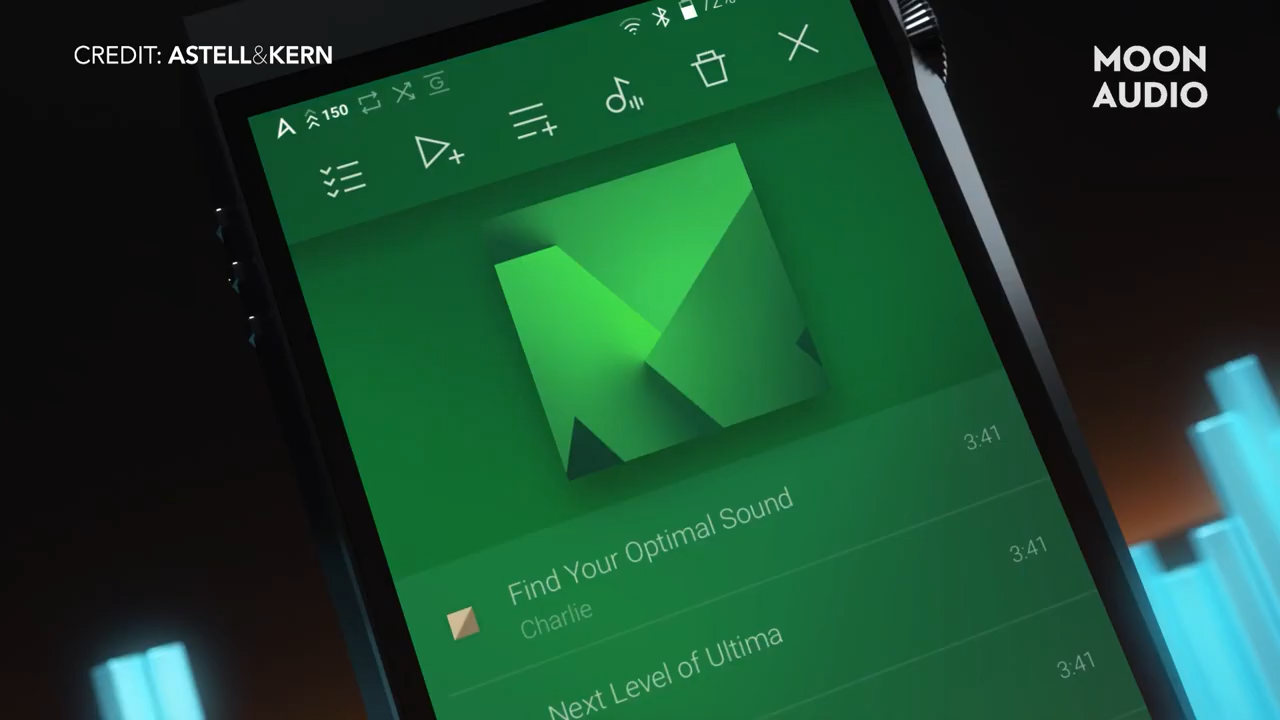 CREDIT: ASTELL&KERN
MOON
AUDIO
150
G
3:41
Find Your Optimal Sound
Charlie
3:41
Next Level of Ultima
3:41